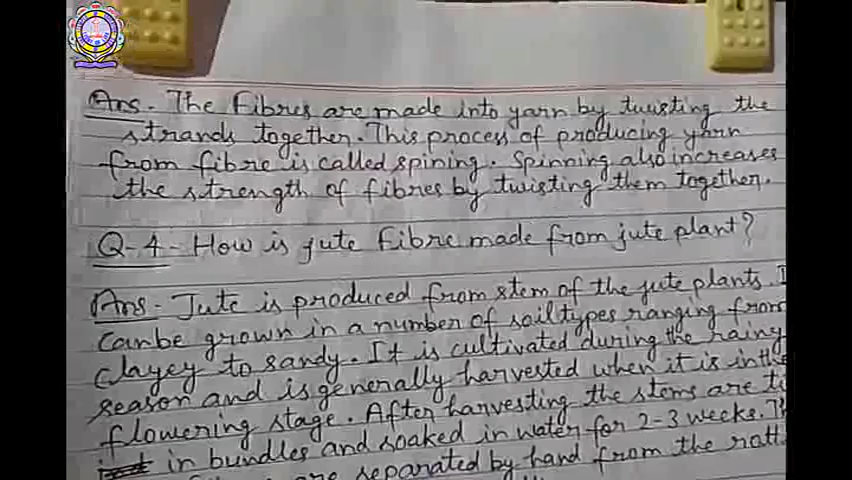 Ans - The Fibres are made into yarn by twisting the
strands together. This process of producing yarn
from fibre is called spining. Spinning also increases
the strength of fibres by twisting them together.
Q-4 - How is jute fibre made from jute plant?
Ans - Jute is produced from stem of the jute plants. I
can be grown in a number of soil types ranging from
clayey to sandy. It is cultivated during the rainy
season and is generally harvested when it is in the
flowering stage. After harvesting the stems are ti
in bundles and soaked in water for 2-3 weeks. Th
are separated by hand from the rott